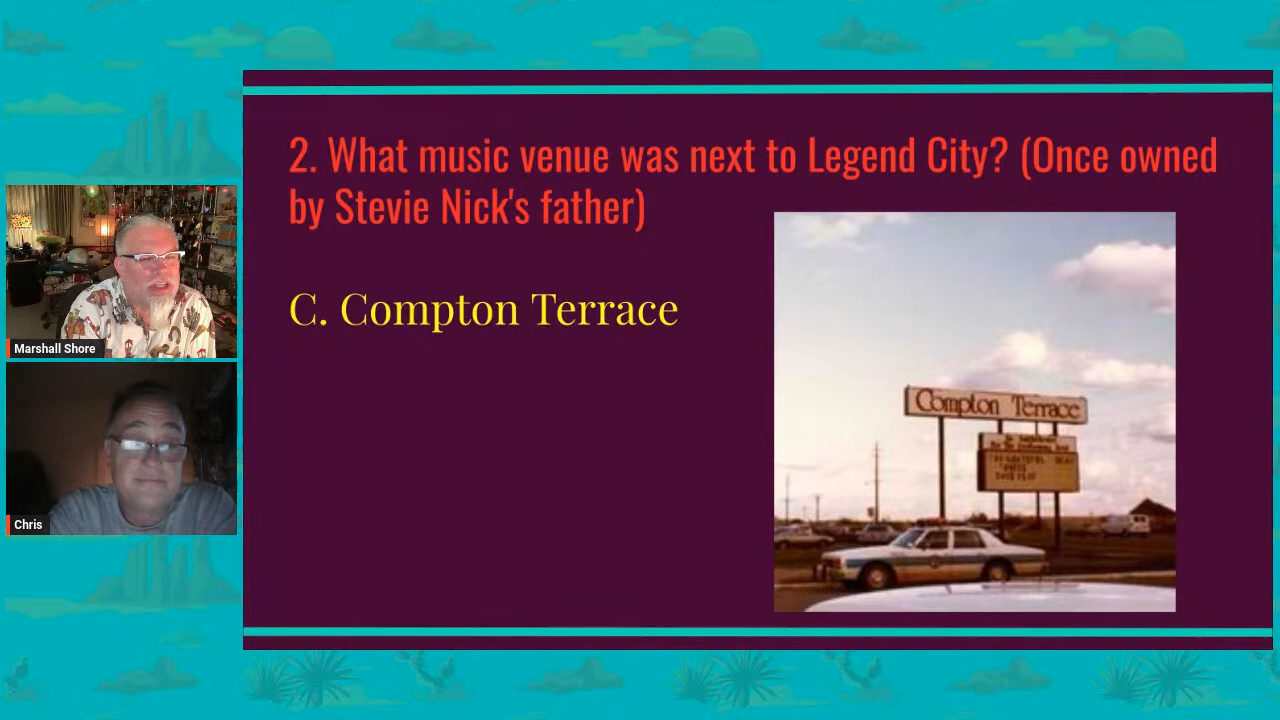 2. What music venue was next to Legend City? (Once owned
by Stevie Nick's father)
C. Compton Terrace
Compton Terrace
Marshall Shore
Chris